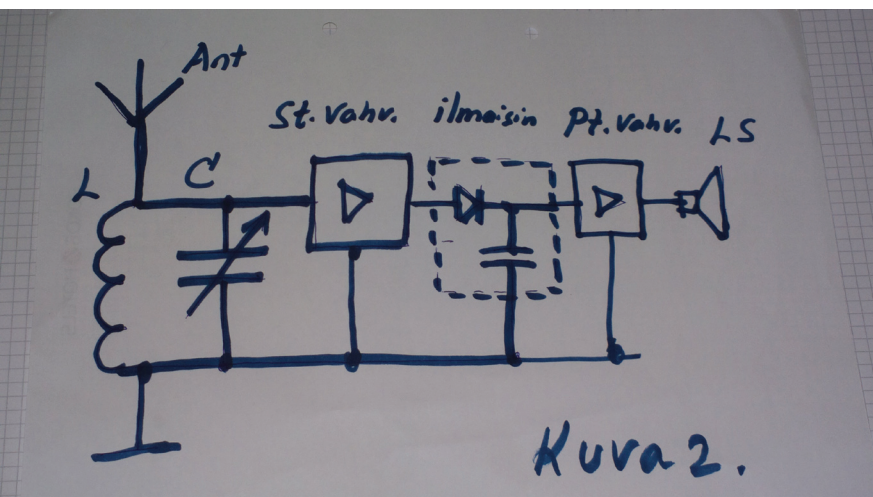 Ant
St.vahv. ilmaisin Pt.vahv. LS
L C
Kuva 2.